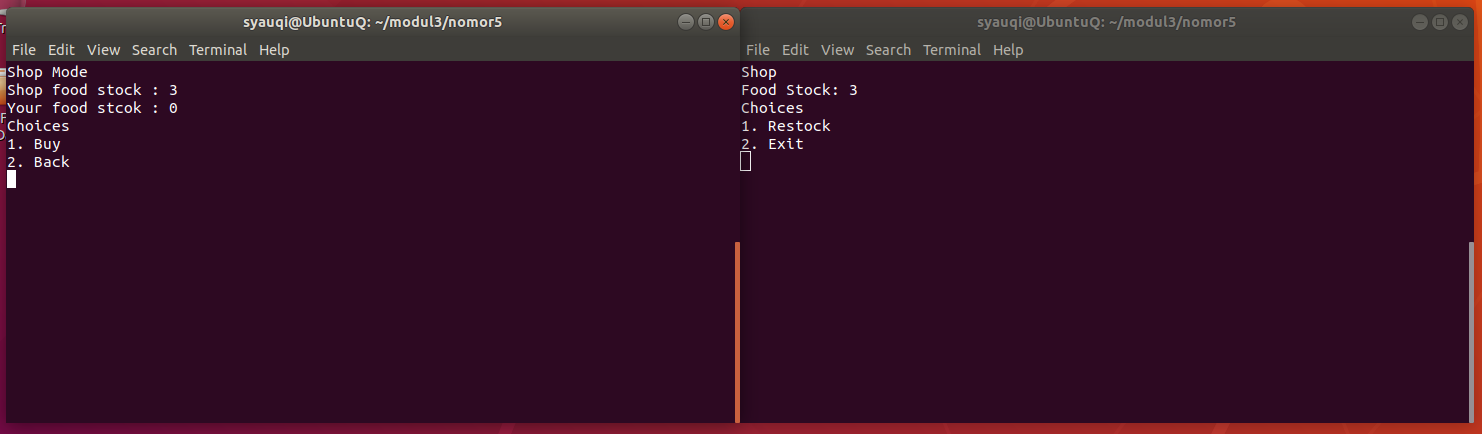 syauqi@UbuntuQ: ~/modul3/nomor5
File Edit View Search Terminal Help
Shop Mode
Shop food stock : 3
Your food stcok : 0
Choices
1. Buy
2. Back
syauqi@UbuntuQ: ~/modul3/nomor5
File Edit View Search Terminal Help
Shop
Food Stock: 3
Choices
1. Restock
2. Exit